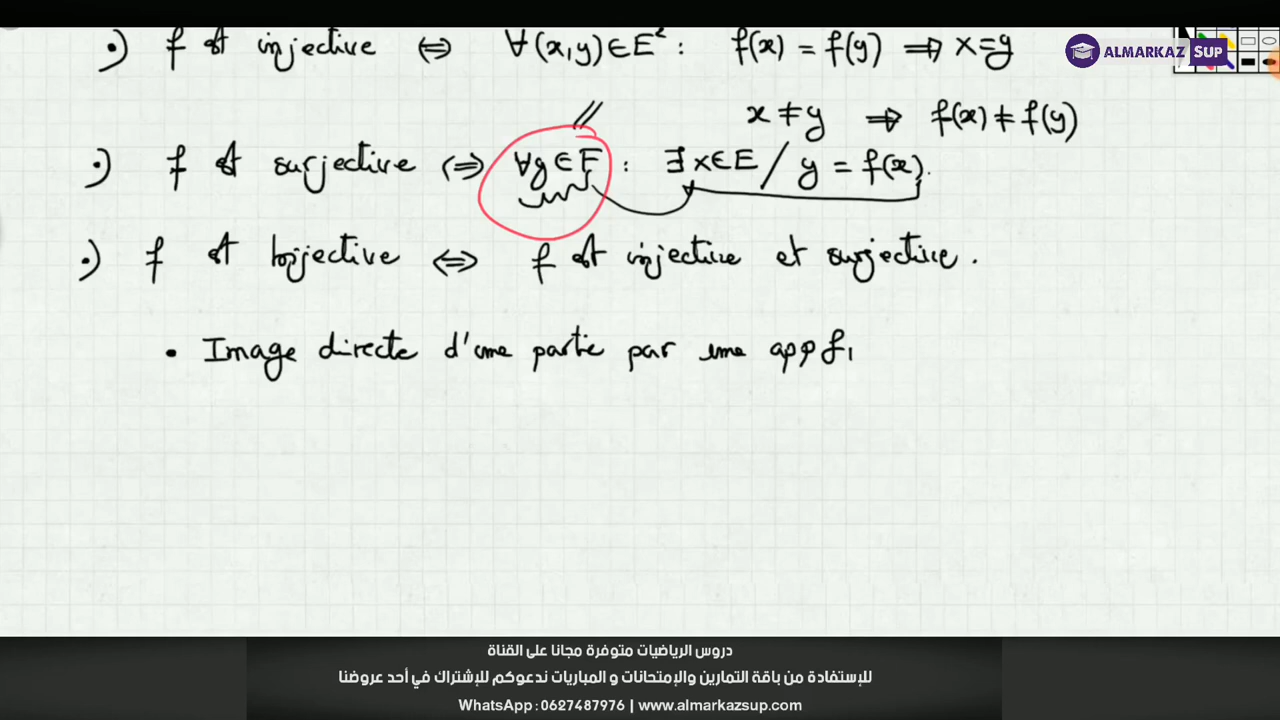 •) f est injective ⇔ ∀(x,y)∈E² : f(x) = f(y) ⇒ x=y
ALMARKAZ SUP
// x ≠ y ⇒ f(x) ≠ f(y)
•) f est surjective ⇔ ∀y∈F : ∃x∈E / y = f(x).
•) f est bijective ⇔ f est injective et surjective.
• Image directe d'une partie par une app f,
دروس الرياضيات متوفرة مجانا على القناة
للإستفادة من باقة التمارين والإمتحانات و المباريات ندعوكم للإشتراك في أحد عروضنا
WhatsApp : 0627487976 | www.almarkazsup.com